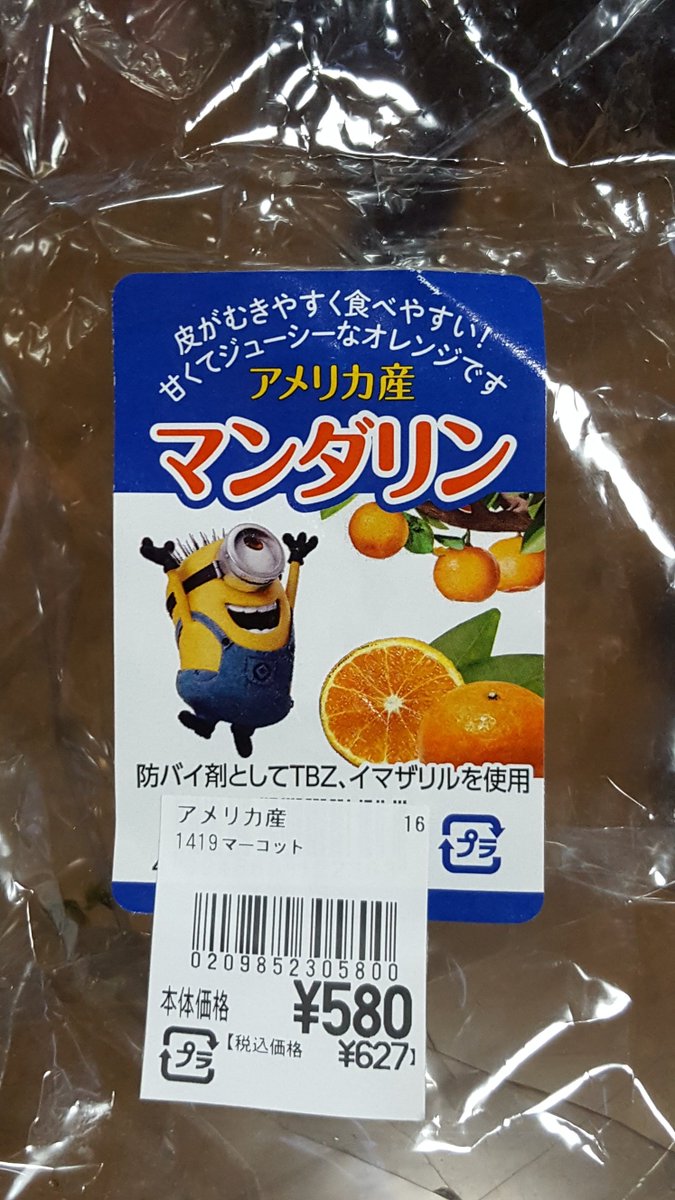 皮がむきやすく食べやすい!
甘くてジューシーなオレンジです
アメリカ産
マンダリン
防バイ剤としてTBZ、イマザリルを使用
プラ
アメリカ産 16
1419マーコット
0209852305800
本体価格 ¥580
プラ 【税込価格 ¥627】